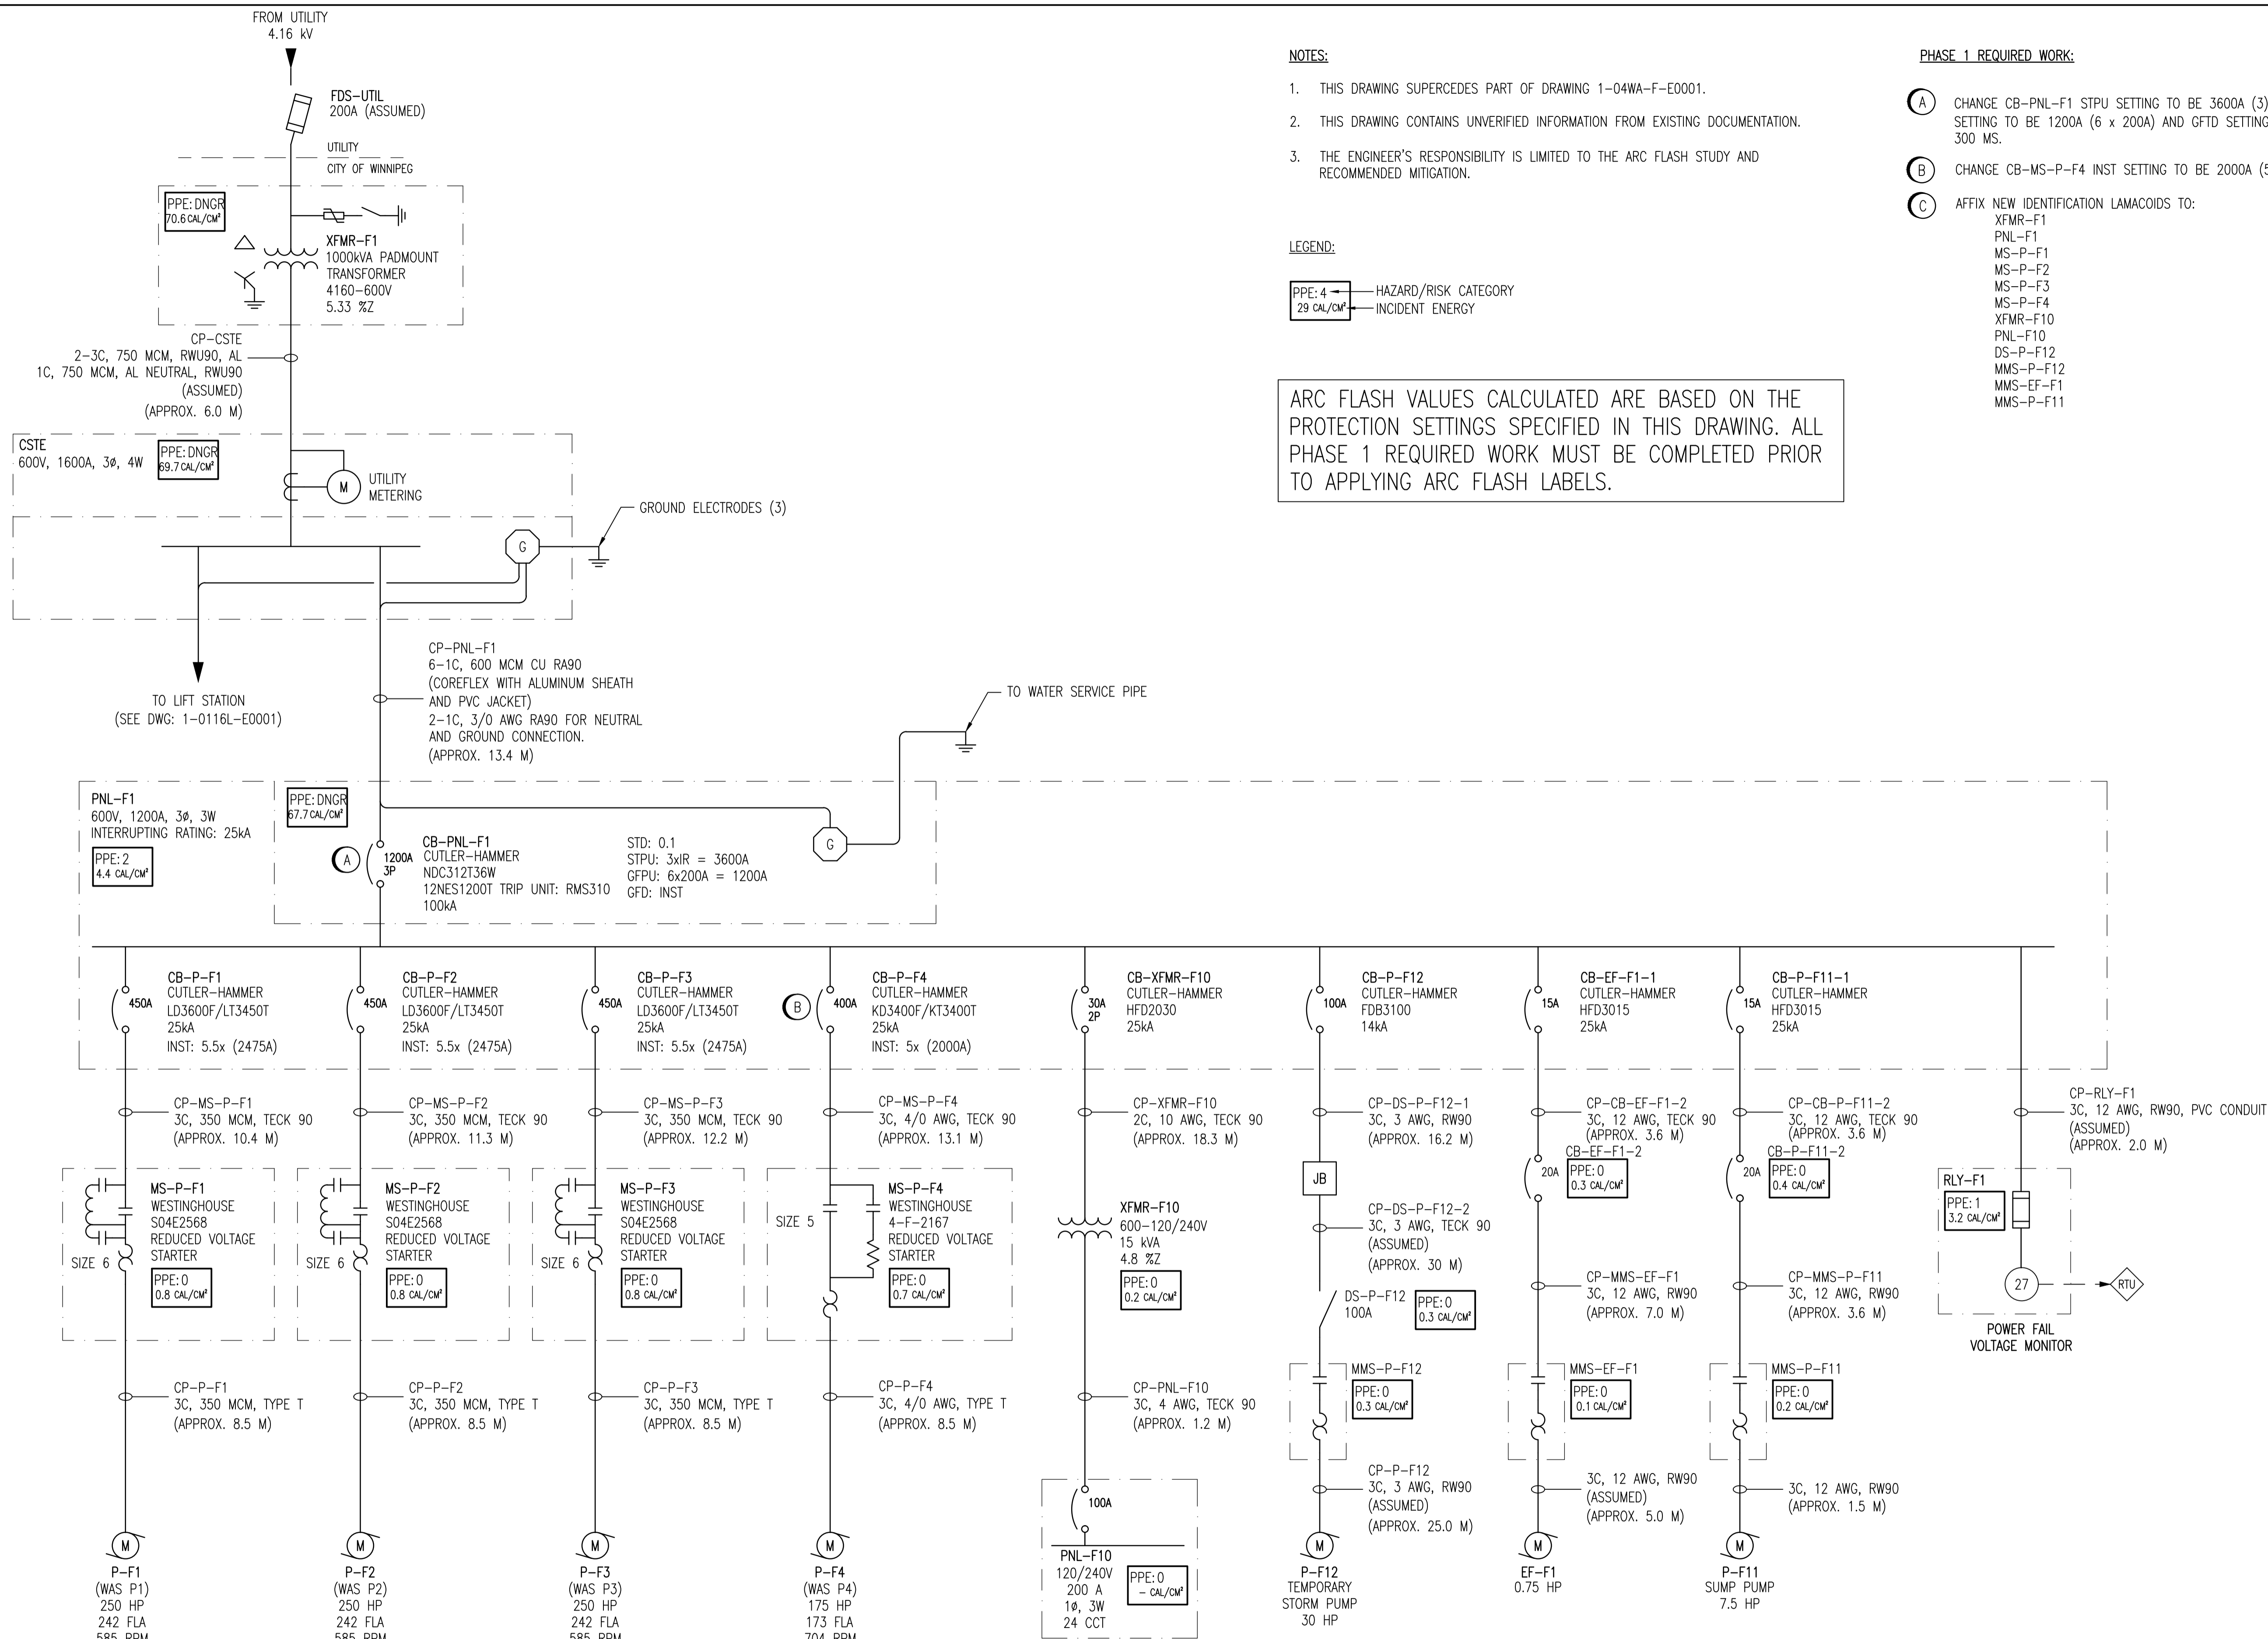 FROM UTILITY
4.16 kV
FDS-UTIL
200A (ASSUMED)
UTILITY
CITY OF WINNIPEG
PPE: DNGR
70.6 CAL/CM²
XFMR-F1
1000kVA PADMOUNT
TRANSFORMER
4160-600V
5.33 %Z
CP-CSTE
2-3C, 750 MCM, RWU90, AL
1C, 750 MCM, AL NEUTRAL, RWU90
(ASSUMED)
(APPROX. 6.0 M)
CSTE
600V, 1600A, 3ø, 4W
PPE: DNGR
69.7 CAL/CM²
M
UTILITY
METERING
G
GROUND ELECTRODES (3)
TO LIFT STATION
(SEE DWG: 1-0116L-E0001)
CP-PNL-F1
6-1C, 600 MCM CU RA90
(COREFLEX WITH ALUMINUM SHEATH
AND PVC JACKET)
2-1C, 3/0 AWG RA90 FOR NEUTRAL
AND GROUND CONNECTION.
(APPROX. 13.4 M)
TO WATER SERVICE PIPE
NOTES:
1. THIS DRAWING SUPERCEDES PART OF DRAWING 1-04WA-F-E0001.
2. THIS DRAWING CONTAINS UNVERIFIED INFORMATION FROM EXISTING DOCUMENTATION.
3. THE ENGINEER'S RESPONSIBILITY IS LIMITED TO THE ARC FLASH STUDY AND
RECOMMENDED MITIGATION.
LEGEND:
PPE: 4
29 CAL/CM²
HAZARD/RISK CATEGORY
INCIDENT ENERGY
ARC FLASH VALUES CALCULATED ARE BASED ON THE
PROTECTION SETTINGS SPECIFIED IN THIS DRAWING. ALL
PHASE 1 REQUIRED WORK MUST BE COMPLETED PRIOR
TO APPLYING ARC FLASH LABELS.
PHASE 1 REQUIRED WORK:
A CHANGE CB-PNL-F1 STPU SETTING TO BE 3600A (3)
SETTING TO BE 1200A (6 x 200A) AND GFTD SETTING
300 MS.
B CHANGE CB-MS-P-F4 INST SETTING TO BE 2000A (5
C AFFIX NEW IDENTIFICATION LAMACOIDS TO:
XFMR-F1
PNL-F1
MS-P-F1
MS-P-F2
MS-P-F3
MS-P-F4
XFMR-F10
PNL-F10
DS-P-F12
MMS-P-F12
MMS-EF-F1
MMS-P-F11
PNL-F1
600V, 1200A, 3ø, 3W
INTERRUPTING RATING: 25kA
PPE: 2
4.4 CAL/CM²
PPE: DNGR
67.7 CAL/CM²
A
1200A
3P
CB-PNL-F1
CUTLER-HAMMER
NDC312T36W
12NES1200T TRIP UNIT: RMS310
100kA
STD: 0.1
STPU: 3xIR = 3600A
GFPU: 6x200A = 1200A
GFD: INST
G
450A
CB-P-F1
CUTLER-HAMMER
LD3600F/LT3450T
25kA
INST: 5.5x (2475A)
450A
CB-P-F2
CUTLER-HAMMER
LD3600F/LT3450T
25kA
INST: 5.5x (2475A)
450A
CB-P-F3
CUTLER-HAMMER
LD3600F/LT3450T
25kA
INST: 5.5x (2475A)
B
400A
CB-P-F4
CUTLER-HAMMER
KD3400F/KT3400T
25kA
INST: 5x (2000A)
30A
2P
CB-XFMR-F10
CUTLER-HAMMER
HFD2030
25kA
100A
CB-P-F12
CUTLER-HAMMER
FDB3100
14kA
15A
CB-EF-F1-1
CUTLER-HAMMER
HFD3015
25kA
15A
CB-P-F11-1
CUTLER-HAMMER
HFD3015
25kA
CP-MS-P-F1
3C, 350 MCM, TECK 90
(APPROX. 10.4 M)
CP-MS-P-F2
3C, 350 MCM, TECK 90
(APPROX. 11.3 M)
CP-MS-P-F3
3C, 350 MCM, TECK 90
(APPROX. 12.2 M)
CP-MS-P-F4
3C, 4/0 AWG, TECK 90
(APPROX. 13.1 M)
CP-XFMR-F10
2C, 10 AWG, TECK 90
(APPROX. 18.3 M)
CP-DS-P-F12-1
3C, 3 AWG, RW90
(APPROX. 16.2 M)
CP-CB-EF-F1-2
3C, 12 AWG, TECK 90
(APPROX. 3.6 M)
CP-CB-P-F11-2
3C, 12 AWG, TECK 90
(APPROX. 3.6 M)
CP-RLY-F1
3C, 12 AWG, RW90, PVC CONDUIT
(ASSUMED)
(APPROX. 2.0 M)
SIZE 6
MS-P-F1
WESTINGHOUSE
S04E2568
REDUCED VOLTAGE
STARTER
PPE: 0
0.8 CAL/CM²
SIZE 6
MS-P-F2
WESTINGHOUSE
S04E2568
REDUCED VOLTAGE
STARTER
PPE: 0
0.8 CAL/CM²
SIZE 6
MS-P-F3
WESTINGHOUSE
S04E2568
REDUCED VOLTAGE
STARTER
PPE: 0
0.8 CAL/CM²
SIZE 5
MS-P-F4
WESTINGHOUSE
4-F-2167
REDUCED VOLTAGE
STARTER
PPE: 0
0.7 CAL/CM²
XFMR-F10
600-120/240V
15 kVA
4.8 %Z
PPE: 0
0.2 CAL/CM²
JB
CP-DS-P-F12-2
3C, 3 AWG, TECK 90
(ASSUMED)
(APPROX. 30 M)
DS-P-F12
100A
PPE: 0
0.3 CAL/CM²
CB-EF-F1-2
20A
PPE: 0
0.3 CAL/CM²
CB-P-F11-2
20A
PPE: 0
0.4 CAL/CM²
CP-MMS-EF-F1
3C, 12 AWG, RW90
(APPROX. 7.0 M)
CP-MMS-P-F11
3C, 12 AWG, RW90
(APPROX. 3.6 M)
RLY-F1
PPE: 1
3.2 CAL/CM²
27
RTU
POWER FAIL
VOLTAGE MONITOR
CP-P-F1
3C, 350 MCM, TYPE T
(APPROX. 8.5 M)
CP-P-F2
3C, 350 MCM, TYPE T
(APPROX. 8.5 M)
CP-P-F3
3C, 350 MCM, TYPE T
(APPROX. 8.5 M)
CP-P-F4
3C, 4/0 AWG, TYPE T
(APPROX. 8.5 M)
CP-PNL-F10
3C, 4 AWG, TECK 90
(APPROX. 1.2 M)
MMS-P-F12
PPE: 0
0.3 CAL/CM²
MMS-EF-F1
PPE: 0
0.1 CAL/CM²
MMS-P-F11
PPE: 0
0.2 CAL/CM²
CP-P-F12
3C, 3 AWG, RW90
(ASSUMED)
(APPROX. 25.0 M)
3C, 12 AWG, RW90
(ASSUMED)
(APPROX. 5.0 M)
3C, 12 AWG, RW90
(APPROX. 1.5 M)
M
P-F1
(WAS P1)
250 HP
242 FLA
585 RPM
M
P-F2
(WAS P2)
250 HP
242 FLA
585 RPM
M
P-F3
(WAS P3)
250 HP
242 FLA
585 RPM
M
P-F4
(WAS P4)
175 HP
173 FLA
704 RPM
100A
PNL-F10
120/240V
200 A
1ø, 3W
24 CCT
PPE: 0
- CAL/CM²
M
P-F12
TEMPORARY
STORM PUMP
30 HP
M
EF-F1
0.75 HP
M
P-F11
SUMP PUMP
7.5 HP